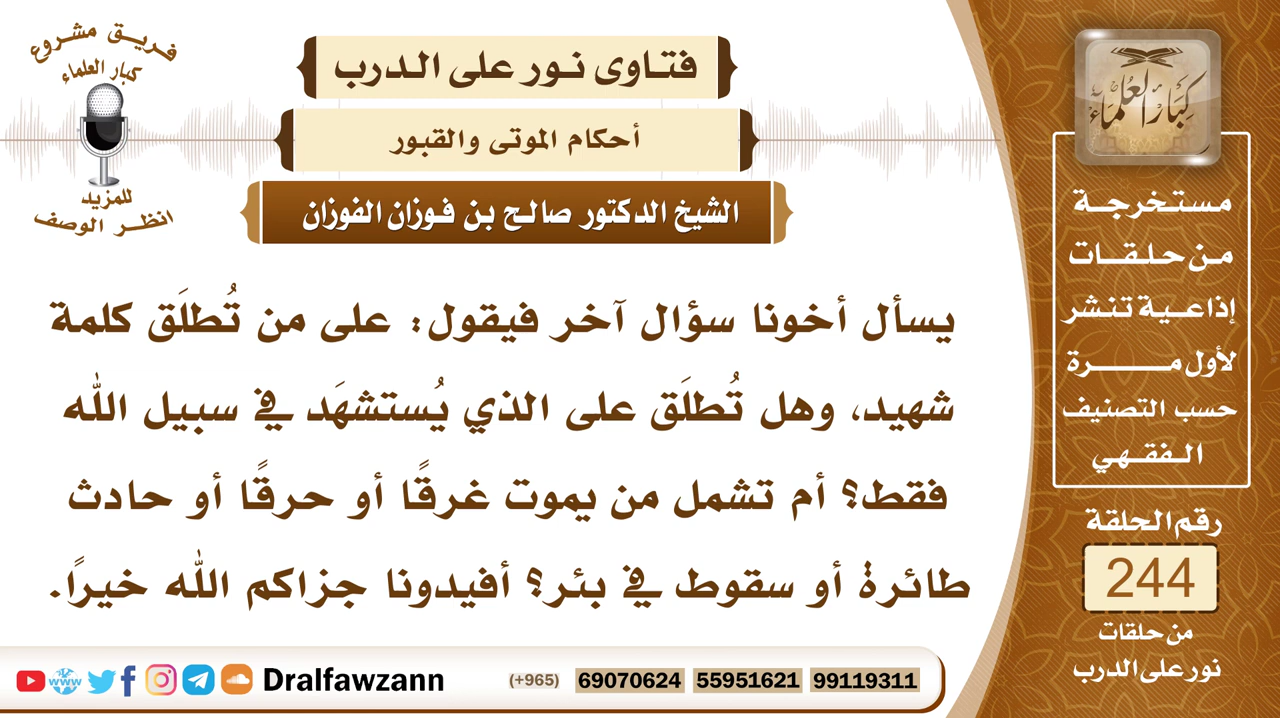 فريق مشروع
كبار العلماء
للمزيد
انظر الوصف
فتاوى نور على الدرب
أحكام الموتى والقبور
الشيخ الدكتور صالح بن فوزان الفوزان
يسأل أخونا سؤال آخر فيقول: على من تُطلَق كلمة
شهيد، وهل تُطلَق على الذي يُستشهَد في سبيل الله
فقط؟ أم تشمل من يموت غرقًا أو حرقًا أو حادث
طائرة أو سقوط في بئر؟ أفيدونا جزاكم الله خيرًا.
كبار العلماء
مستخرجة
من حلقات
إذاعية تنشر
لأول مرة
حسب التصنيف
الفقهي
رقم الحلقة
244
من حلقات
نور على الدرب
www Dralfawzann (+965) 69070624 55951621 99119311